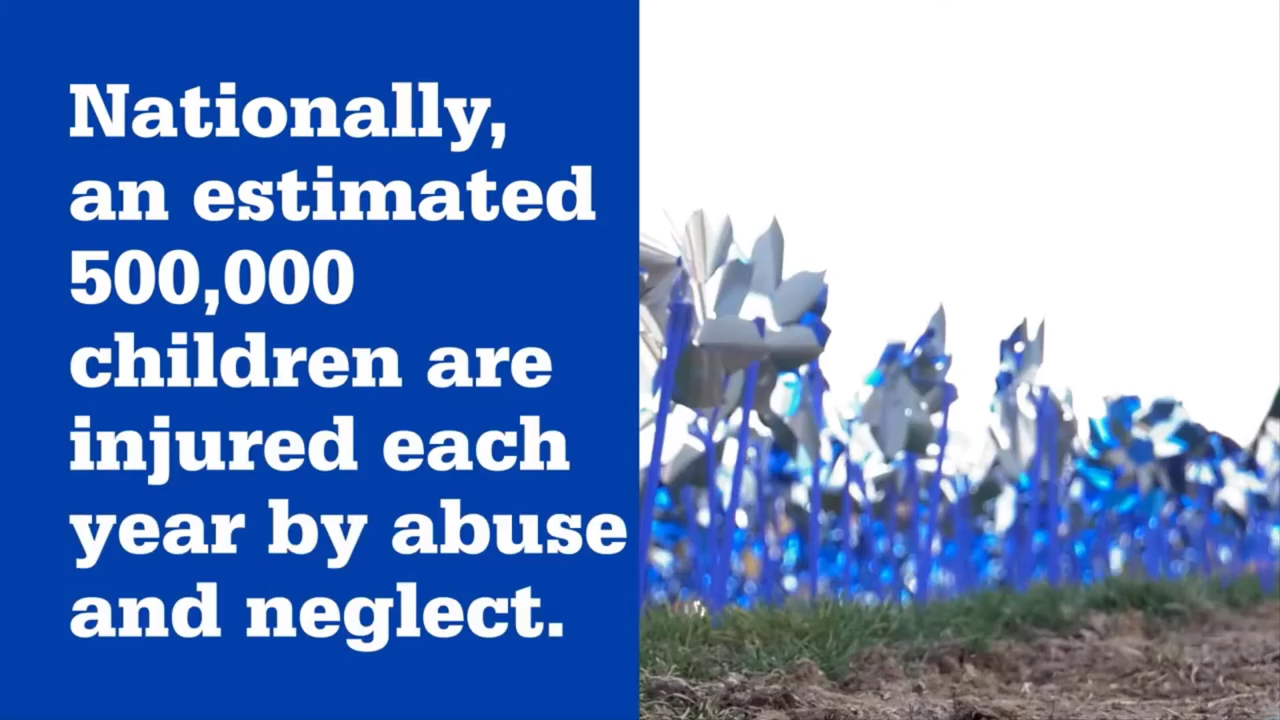 Nationally,
an estimated
500,000
children are
injured each
year by abuse
and neglect.